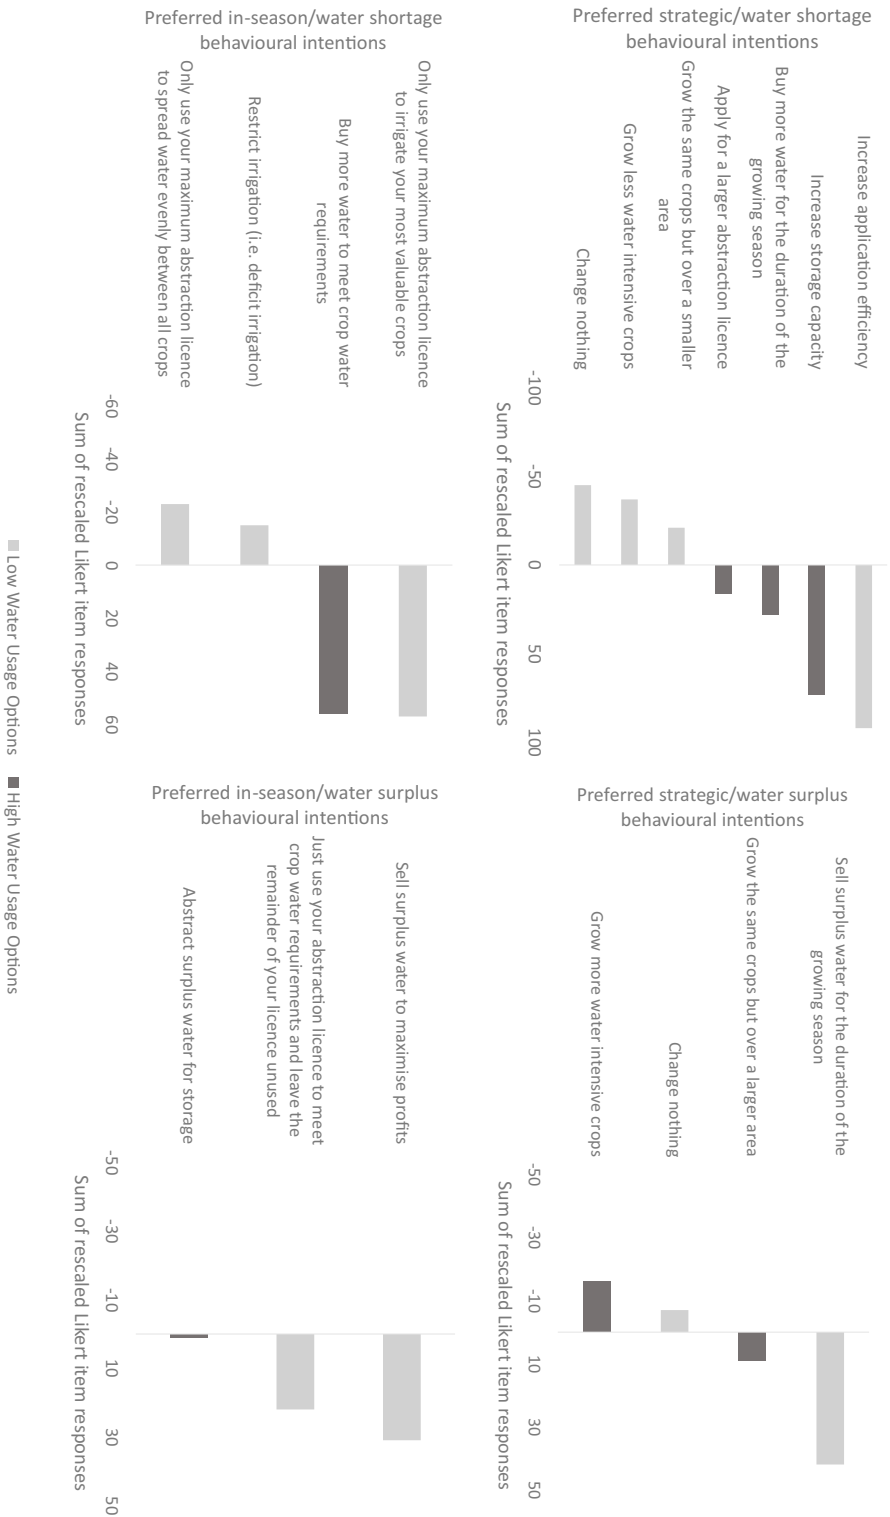 Preferred strategic/water shortage
behavioural intentions
Increase application efficiency
Increase storage capacity
Buy more water for the duration of the
growing season
Apply for a larger abstraction licence
Grow the same crops but over a smaller
area
Grow less water intensive crops
Change nothing
-100
-50
0
50
100
Sum of rescaled Likert item responses
Preferred strategic/water surplus
behavioural intentions
Sell surplus water for the duration of the
growing season
Grow the same crops but over a larger area
Change nothing
Grow more water intensive crops
-50
-30
-10
10
30
50
Sum of rescaled Likert item responses
Preferred in-season/water shortage
behavioural intentions
Only use your maximum abstraction licence
to irrigate your most valuable crops
Buy more water to meet crop water
requirements
Restrict irrigation (i.e. deficit irrigation)
Only use your maximum abstraction licence
to spread water evenly between all crops
-60
-40
-20
0
20
40
60
Sum of rescaled Likert item responses
Preferred in-season/water surplus
behavioural intentions
Sell surplus water to maximise profits
Just use your abstraction licence to meet
crop water requirements and leave the
remainder of your licence unused
Abstract surplus water for storage
-50
-30
-10
10
30
50
Sum of rescaled Likert item responses
Low Water Usage Options
High Water Usage Options